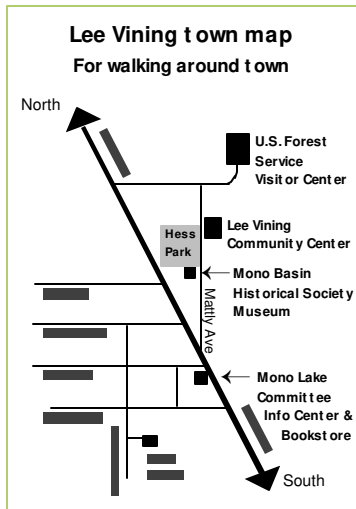 Lee Vining town map
For walking around town
North
U.S. Forest
Service
Visitor Center
Hess
Park
Lee Vining
Community Center
Mono Basin
Historical Society
Museum
Mattly Ave
Mono Lake
Committee
Info Center &
Bookstore
South